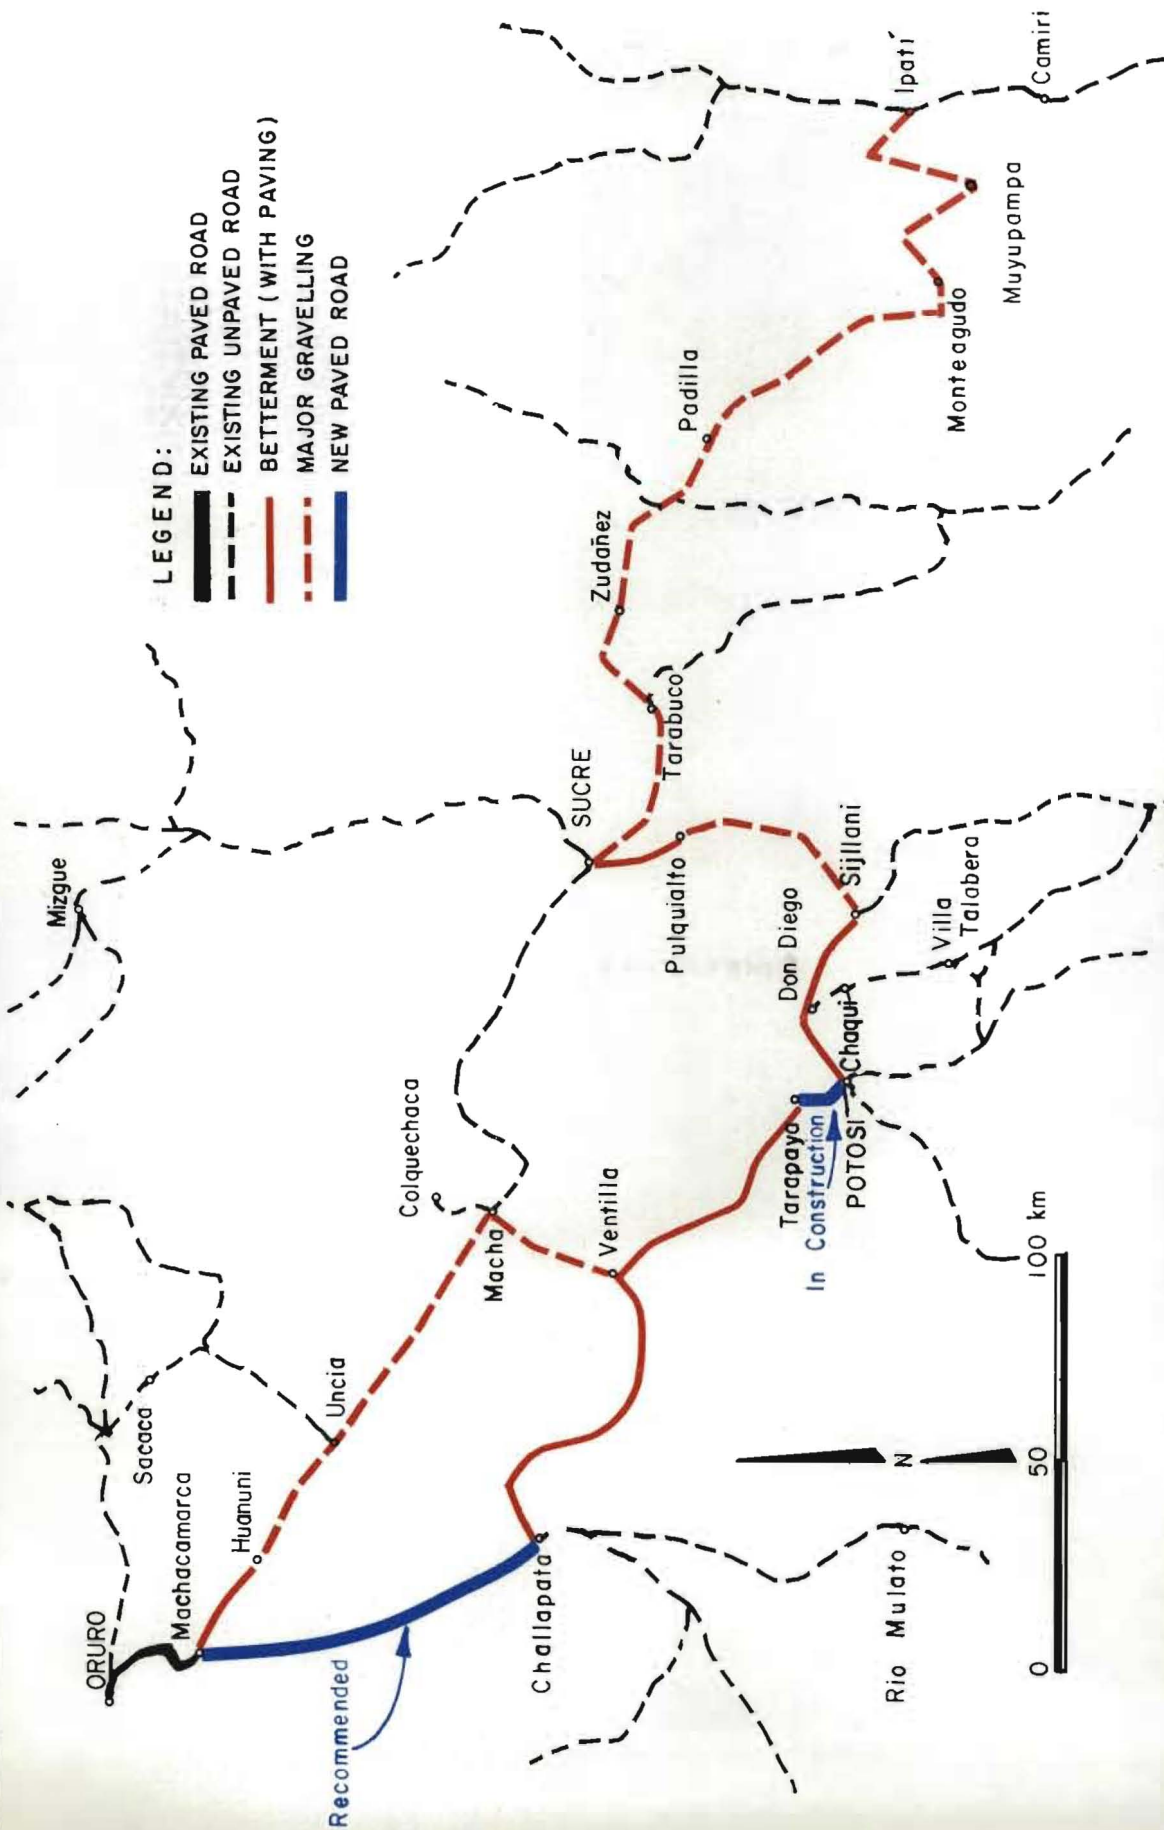 LEGEND:
EXISTING PAVED ROAD
EXISTING UNPAVED ROAD
BETTERMENT (WITH PAVING)
MAJOR GRAVELLING
NEW PAVED ROAD
ORURO
Machacamarca
Huanuni
Sacaca
Uncia
Colquechaca
Macha
Ventilla
Mizgue
SUCRE
Tarabuco
Zudañez
Padilla
Ipatí
Camiri
Muyupampa
Monteagudo
Pulquialto
Sijllani
Don Diego
Chaqui
Villa
Talabera
Tarapaya
In Construction
POTOSI
Challapata
Recommended
Rio Mulato
N
0
50
100 km